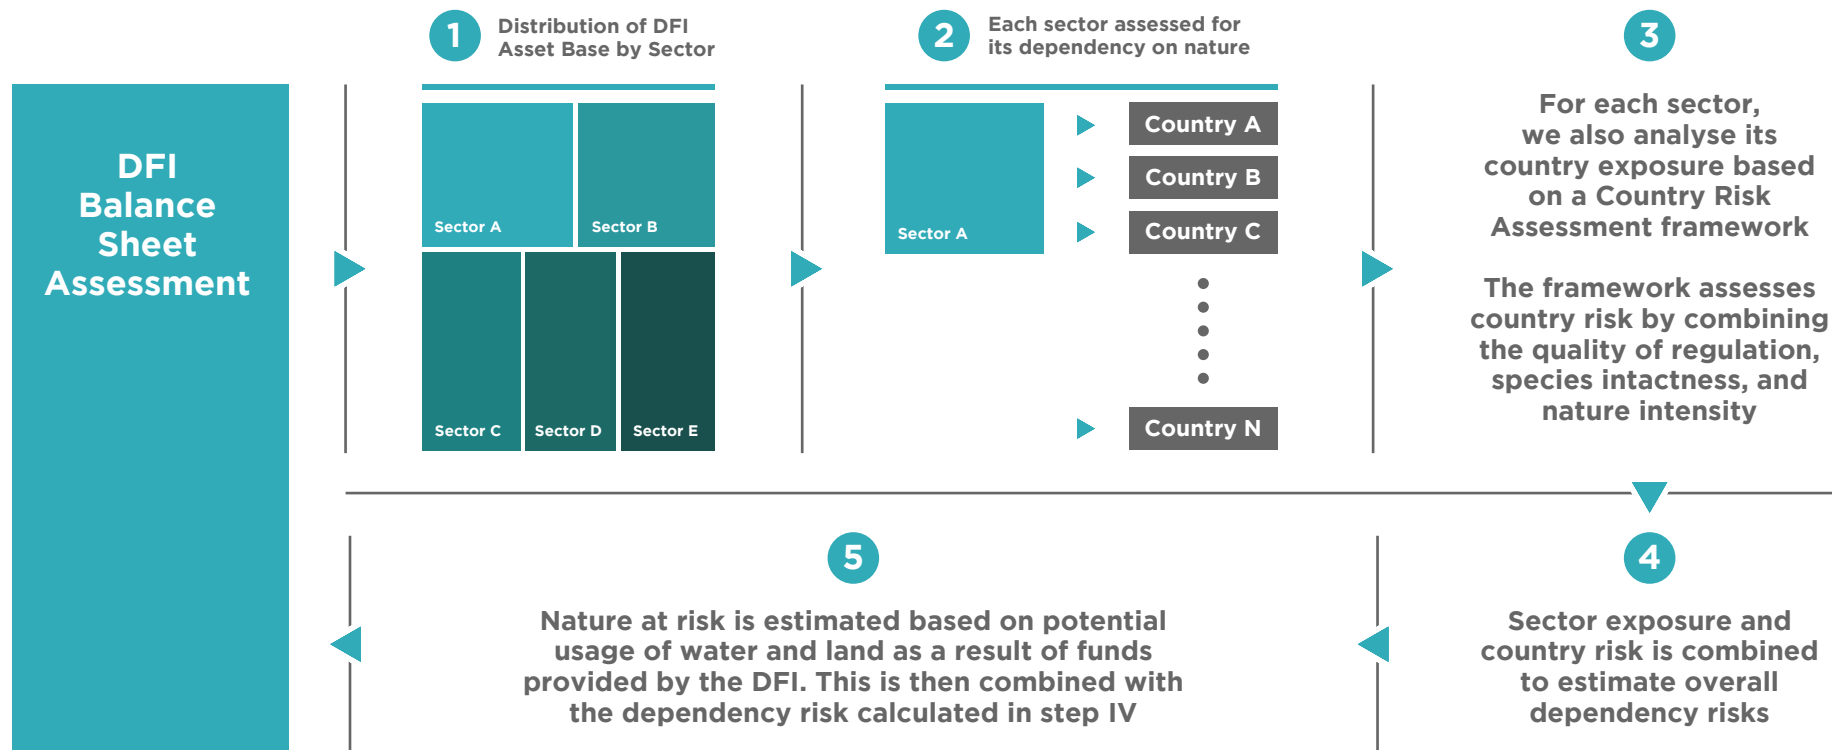 DFI
Balance
Sheet
Assessment
1
Distribution of DFI
Asset Base by Sector
Sector A
Sector B
Sector C
Sector D
Sector E
2
Each sector assessed for
its dependency on nature
Sector A
Country A
Country B
Country C
Country N
3
For each sector,
we also analyse its
country exposure based
on a Country Risk
Assessment framework
The framework assesses
country risk by combining
the quality of regulation,
species intactness, and
nature intensity
4
Sector exposure and
country risk is combined
to estimate overall
dependency risks
5
Nature at risk is estimated based on potential
usage of water and land as a result of funds
provided by the DFI. This is then combined with
the dependency risk calculated in step IV